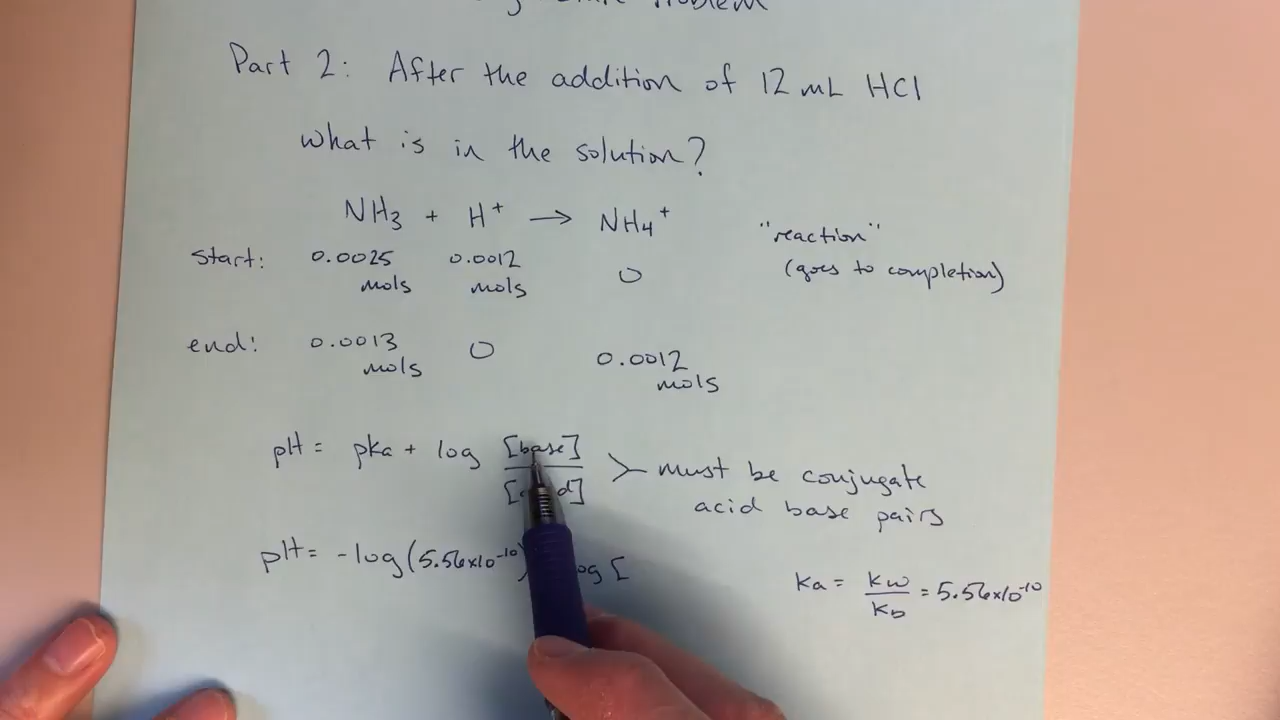 Problem
Part 2: After the addition of 12 mL HCl
what is in the solution?
NH3 + H+ → NH4+ "reaction"
(goes to completion)
start: 0.0025 mols 0.0012 mols 0
end: 0.0013 mols 0 0.0012 mols
pH = pka + log [base] > must be conjugate
acid base pairs
pH = -log(5.56x10-10) log [
Ka = Kw/Kb = 5.56x10-10